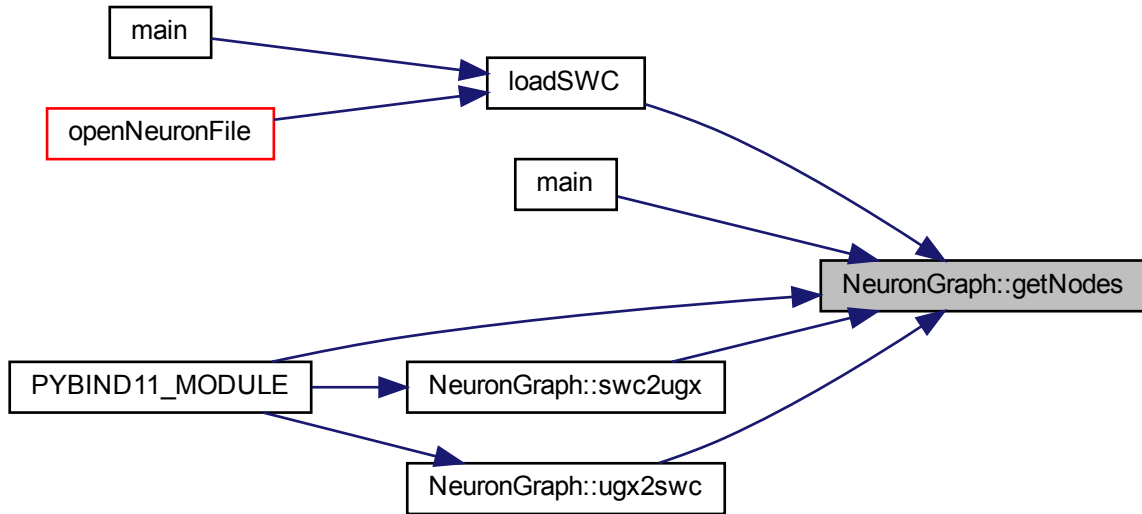 main
loadSWC
openNeuronFile
main
NeuronGraph::getNodes
PYBIND11_MODULE
NeuronGraph::swc2ugx
NeuronGraph::ugx2swc